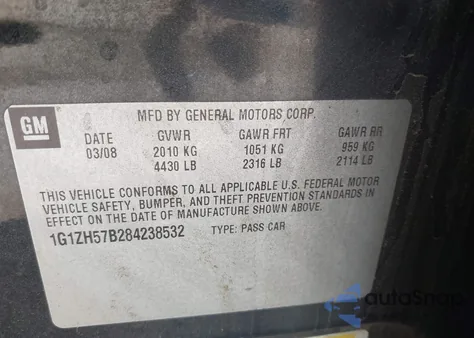 GM
MFD BY GENERAL MOTORS CORP.
DATE GVWR GAWR FRT GAWR RR
03/08 2010 KG 1051 KG 959 KG
4430 LB 2316 LB 2114 LB
THIS VEHICLE CONFORMS TO ALL APPLICABLE U.S. FEDERAL MOTOR
VEHICLE SAFETY, BUMPER, AND THEFT PREVENTION STANDARDS IN
EFFECT ON THE DATE OF MANUFACTURE SHOWN ABOVE.
1G1ZH57B284238532 TYPE: PASS CAR
autoSnap